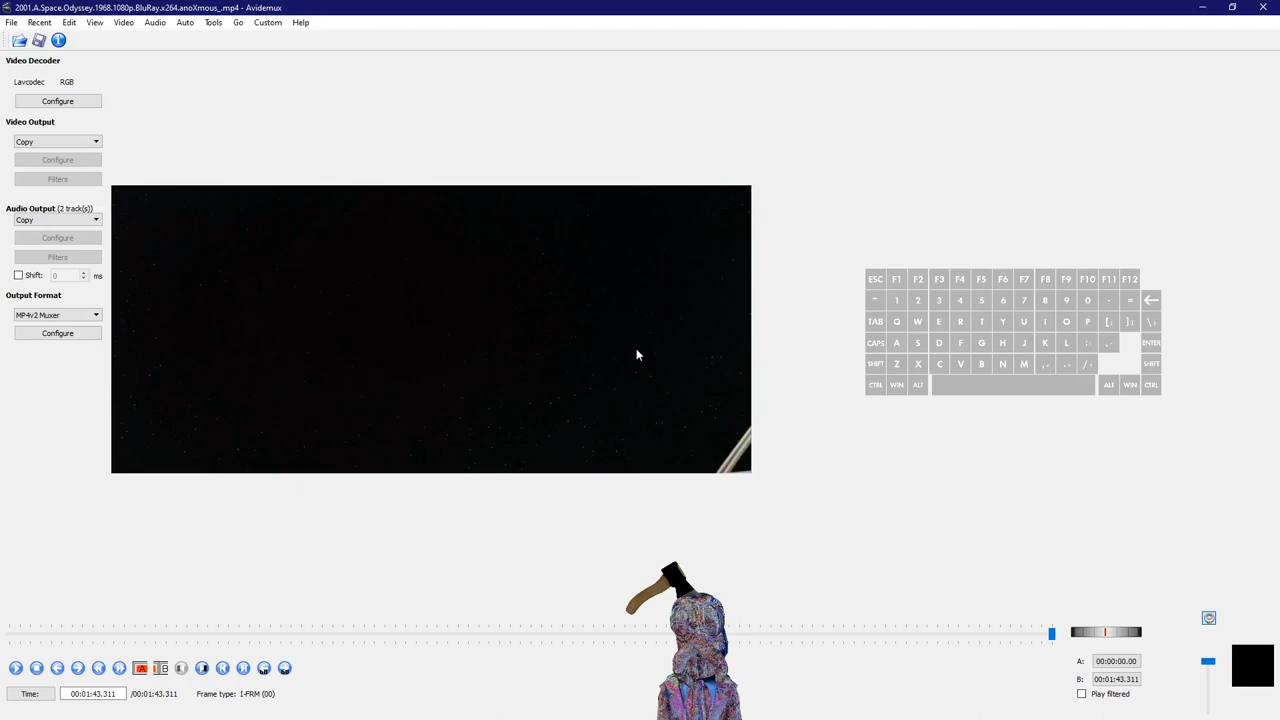 2001.A.Space.Odyssey.1968.1080p.BluRay.x264.anoXmous_.mp4 - Avidemux
File Recent Edit View Video Audio Auto Tools Go Custom Help
Video Decoder
Lavcodec RGB
Configure
Video Output
Copy
Configure
Filters
Audio Output (2 track(s))
Copy
Configure
Filters
Shift: 0 ms
Output Format
MP4v2 Muxer
Configure
ESC F1 F2 F3 F4 F5 F6 F7 F8 F9 F10 F11 F12
~ 1 2 3 4 5 6 7 8 9 0 - =
TAB Q W E R T Y U I O P [ ] \
CAPS A S D F G H J K L ; ENTER
SHIFT Z X C V B N M / SHIFT
CTRL WIN ALT ALT WIN CTRL
A B
A: 00:00:00.00
B: 00:01:43.311
Play filtered
Time: 00:01:43.311 /00:01:43.311 Frame type: I-FRM (00)